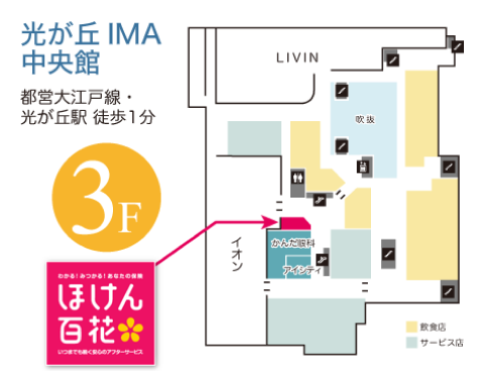 光が丘 IMA
中央館
都営大江戸線・
光が丘駅 徒歩1分
3F
わかる!みつかる!あなたの保険
ほけん
百花
いつまでも続く安心のアフターサービス
LIVIN
吹抜
イオン
かんだ眼科
アイシティ
飲食店
サービス店